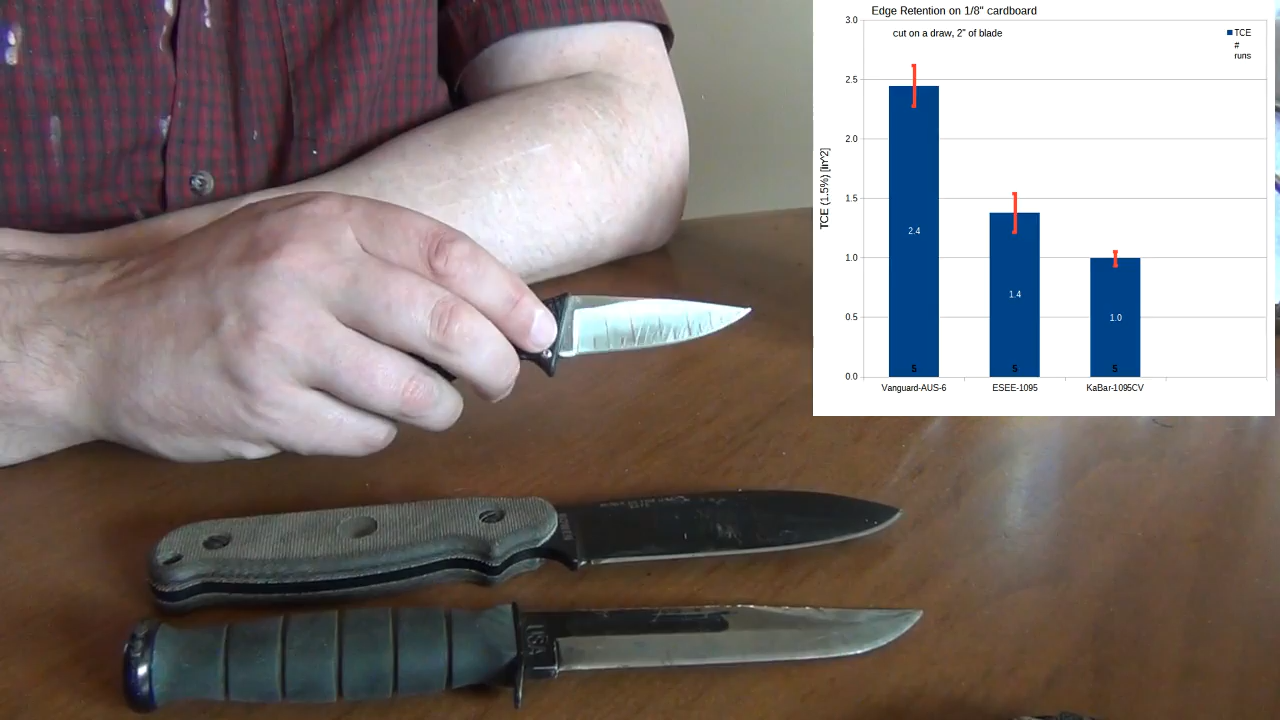 Edge Retention on 1/8" cardboard
cut on a draw, 2" of blade
TCE
#
runs
TCE (1.5%) [in^2]
3.0
2.5
2.0
1.5
1.0
0.5
0.0
2.4
1.4
1.0
5
5
5
Vanguard-AUS-6
ESEE-1095
KaBar-1095CV
USA